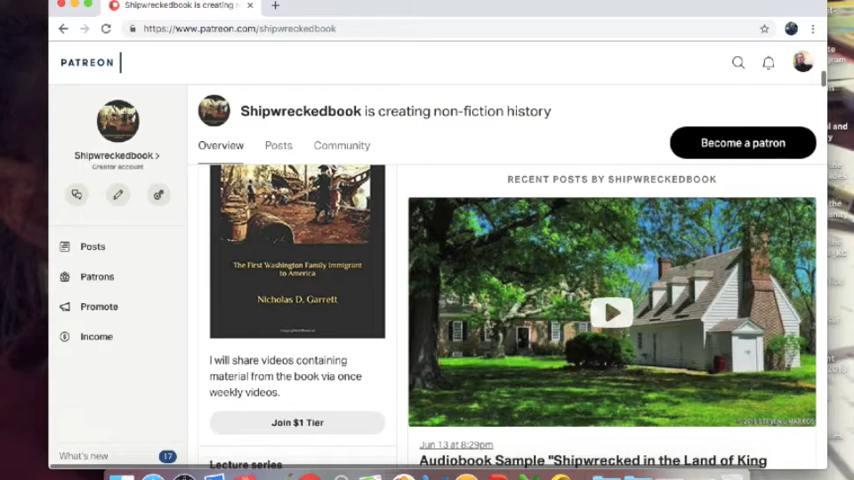 Shipwreckedbook is creating
https://www.patreon.com/shipwreckedbook
PATREON
Shipwreckedbook
Creator account
Posts
Patrons
Promote
Income
What's new
17
Shipwreckedbook is creating non-fiction history
Overview
Posts
Community
Become a patron
The First Washington Family Immigrant
to America
Nicholas D. Garrett
I will share videos containing
material from the book via once
weekly videos.
Join $1 Tier
Lecture series
RECENT POSTS BY SHIPWRECKEDBOOK
Jun 13 at 8:29pm
Audiobook Sample "Shipwrecked in the Land of King